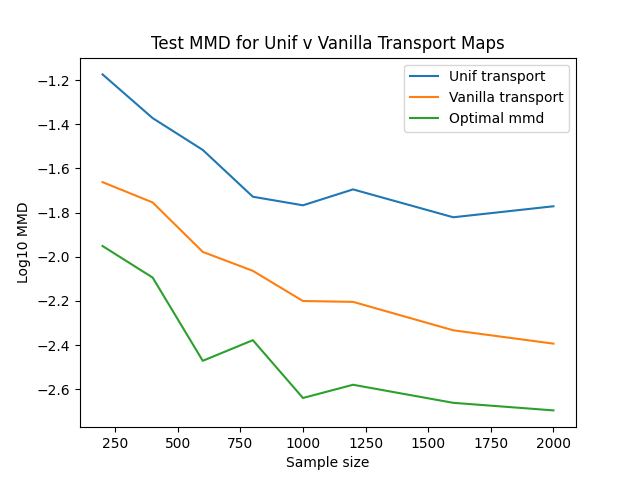 Test MMD for Unif v Vanilla Transport Maps
Unif transport
Vanilla transport
Optimal mmd
Log10 MMD
−1.2
−1.4
−1.6
−1.8
−2.0
−2.2
−2.4
−2.6
250
500
750
1000
1250
1500
1750
2000
Sample size